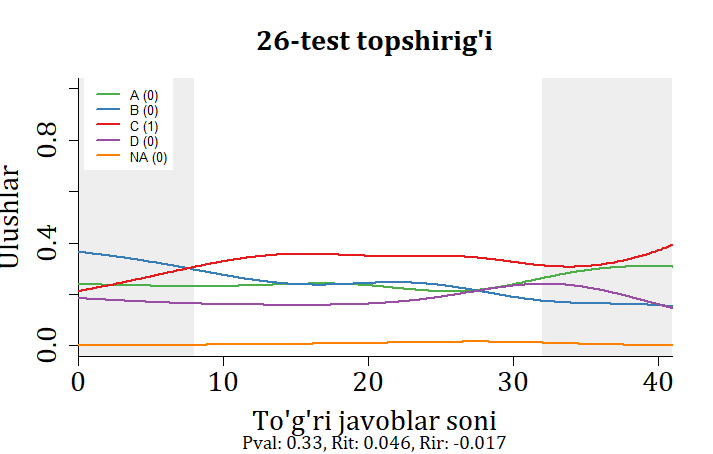 26-test topshirig'i
A (0)
B (0)
C (1)
D (0)
NA (0)
Ulushlar
0.8
0.4
0.0
0 10 20 30 40
To'g'ri javoblar soni
Pval: 0.33, Rit: 0.046, Rir: -0.017